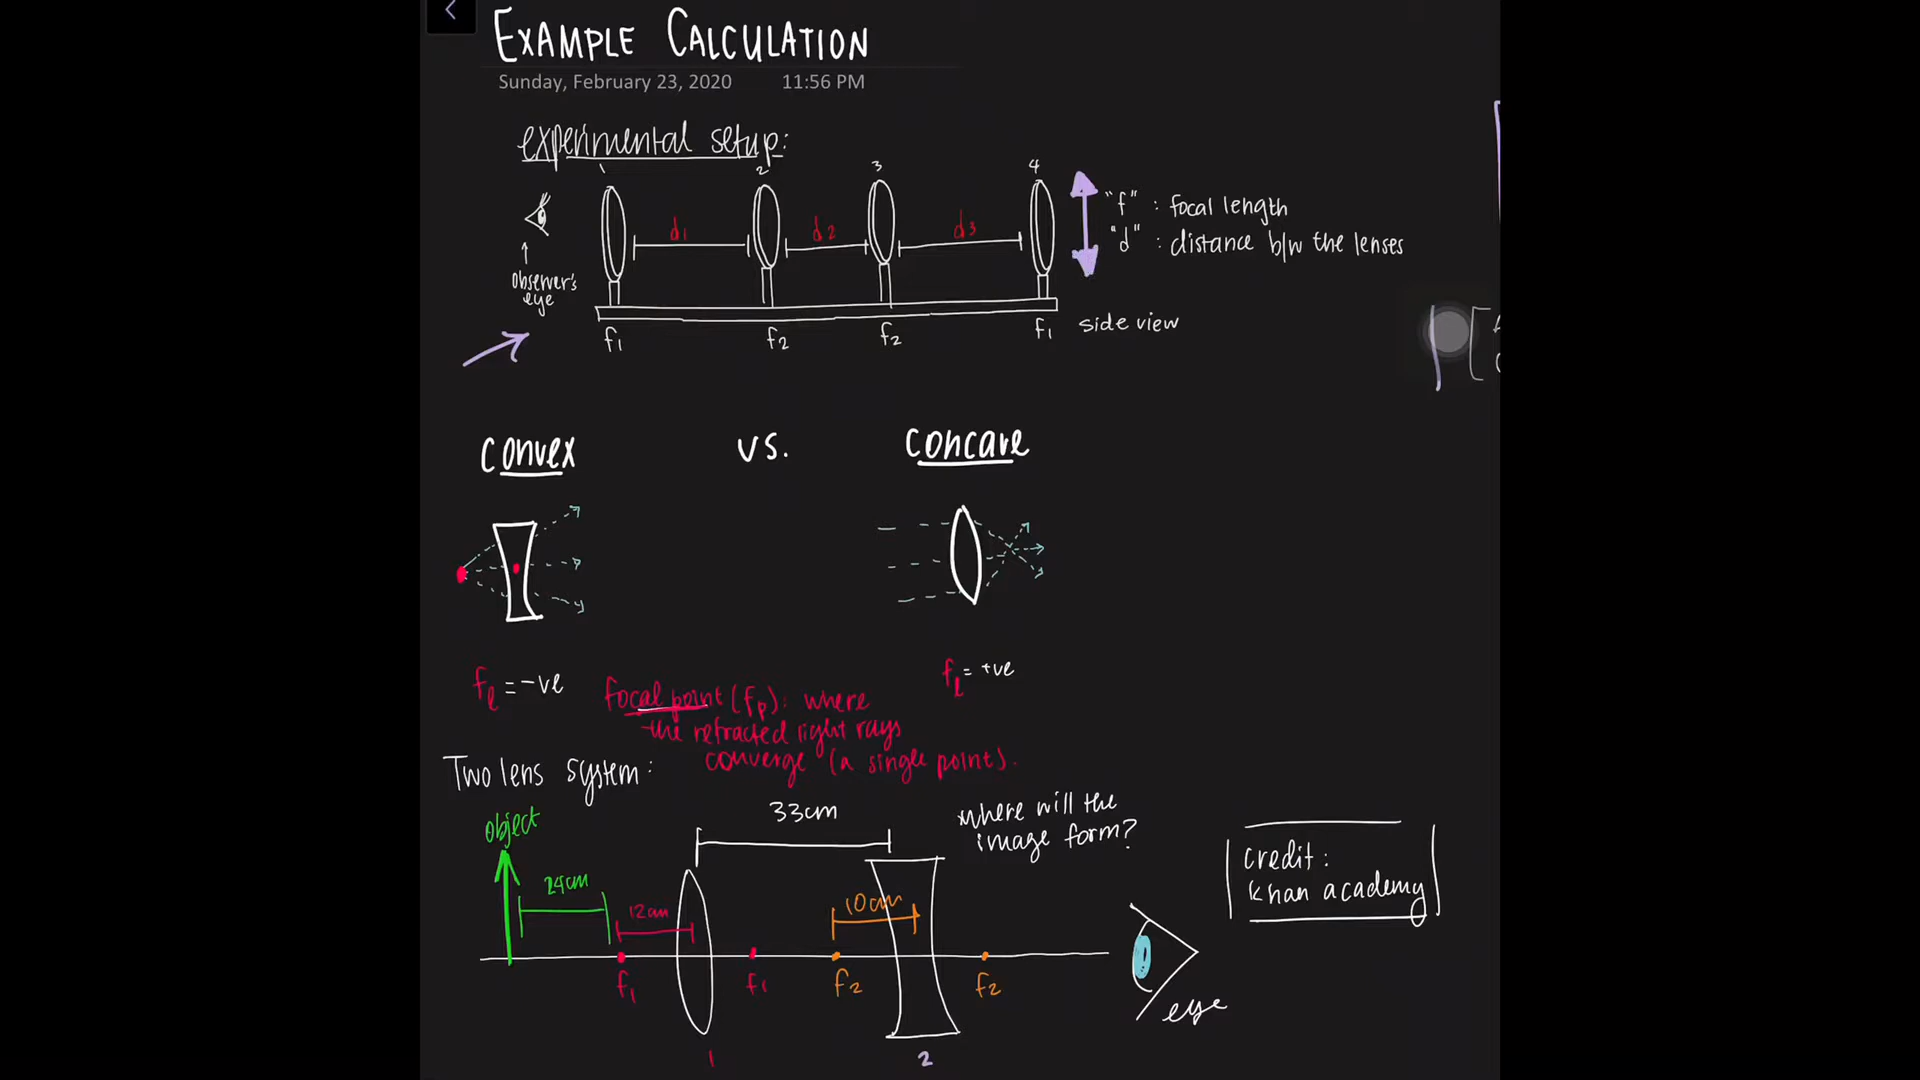 EXAMPLE CALCULATION
Sunday, February 23, 2020 11:56 PM
experimental setup:
1 2 3 4
d1 d2 d3
"f" : focal length
"d" : distance b/w the lenses
observer's
eye
f1 f2 f2 f1 side view
convex vs. concave
fl = -ve
fl = +ve
focal point (fp): where
the refracted light rays
converge (a single point).
Two lens system:
33cm
where will the
image form?
object
24cm
12cm
10cm
credit:
khan academy
f1 f1 f2 f2
eye
1 2